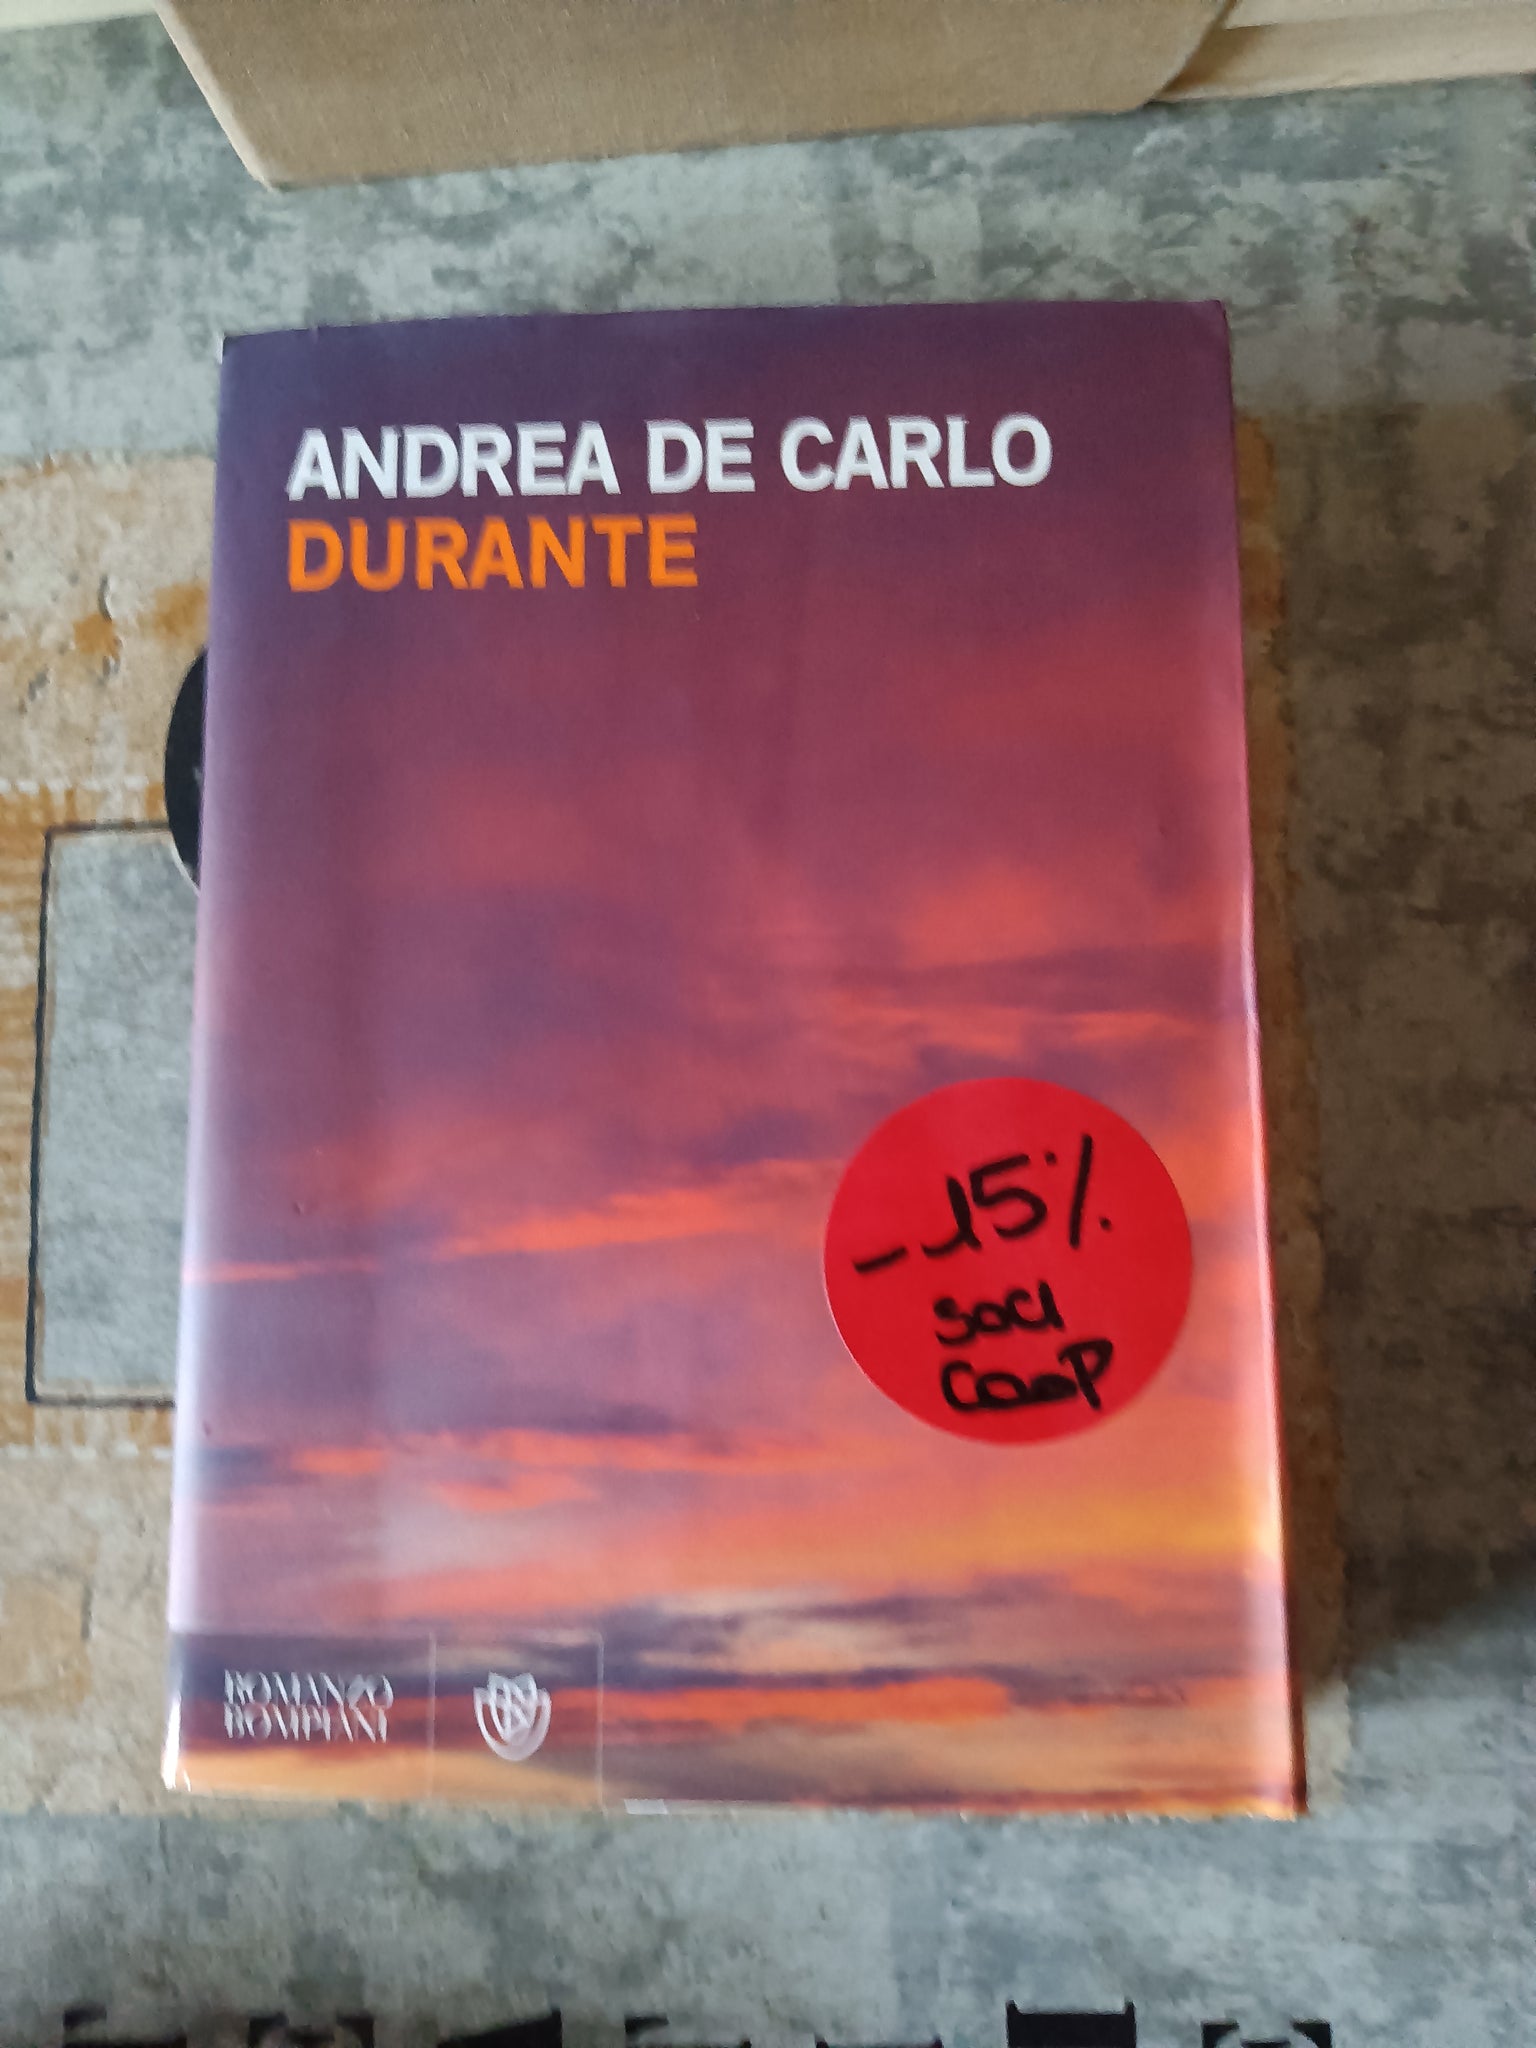 ANDREA DE CARLO
DURANTE
-15%
SOCI
COOP
ROMANZO
BOMPIANI